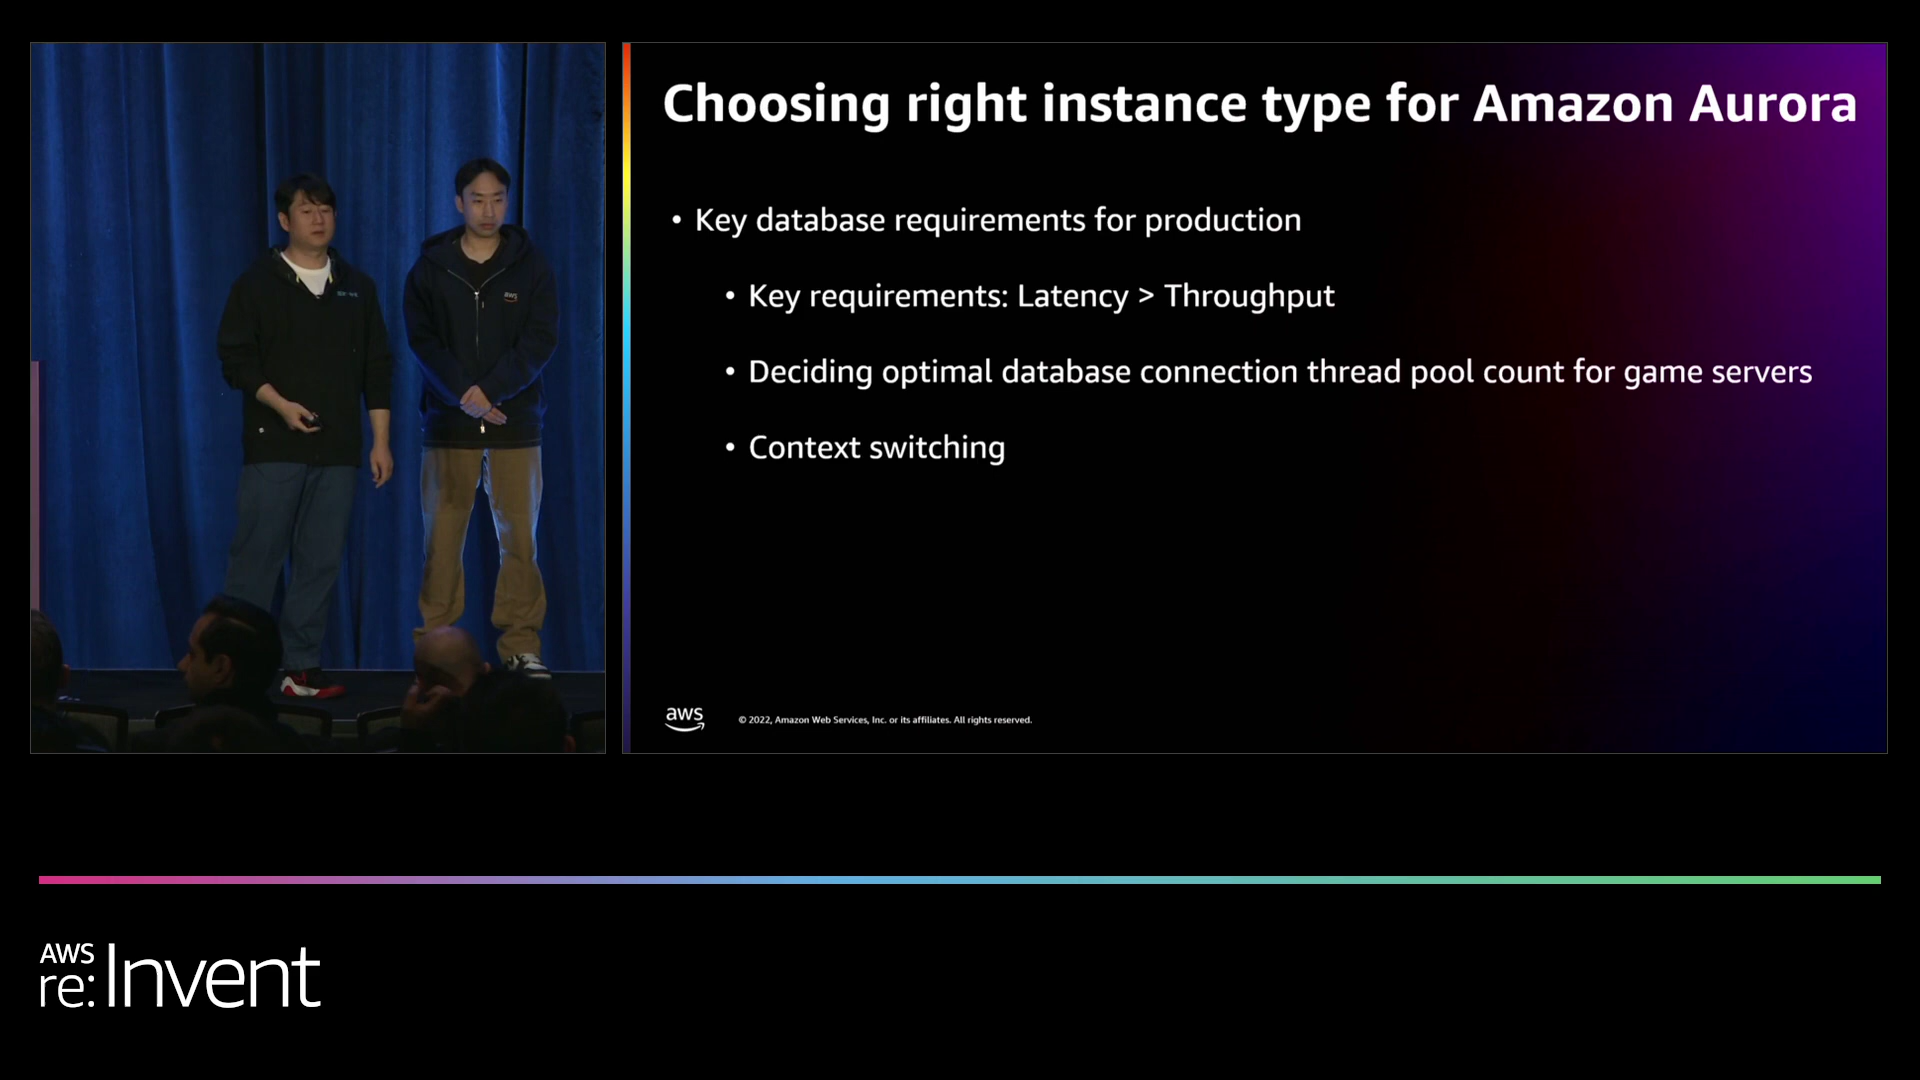 Choosing right instance type for Amazon Aurora
• Key database requirements for production
• Key requirements: Latency > Throughput
• Deciding optimal database connection thread pool count for game servers
• Context switching
aws
© 2022, Amazon Web Services, Inc. or its affiliates. All rights reserved.
aws
AWS
re:Invent